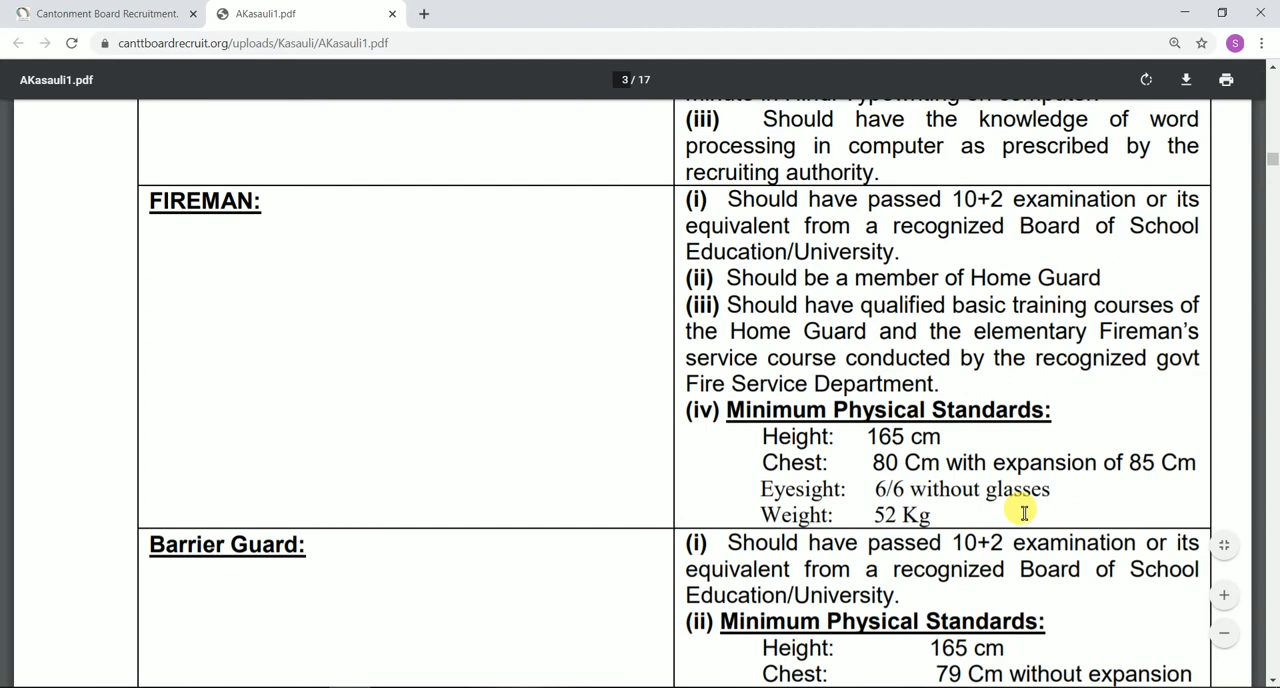 Cantonment Board Recruitment.
AKasauli1.pdf
canttboardrecruit.org/uploads/Kasauli/AKasauli1.pdf
S
AKasauli1.pdf
3 / 17
(iii) Should have the knowledge of word
processing in computer as prescribed by the
recruiting authority.
FIREMAN:
(i) Should have passed 10+2 examination or its
equivalent from a recognized Board of School
Education/University.
(ii) Should be a member of Home Guard
(iii) Should have qualified basic training courses of
the Home Guard and the elementary Fireman's
service course conducted by the recognized govt
Fire Service Department.
(iv) Minimum Physical Standards:
Height: 165 cm
Chest: 80 Cm with expansion of 85 Cm
Eyesight: 6/6 without glasses
Weight: 52 Kg
Barrier Guard:
(i) Should have passed 10+2 examination or its
equivalent from a recognized Board of School
Education/University.
(ii) Minimum Physical Standards:
Height: 165 cm
Chest: 79 Cm without expansion